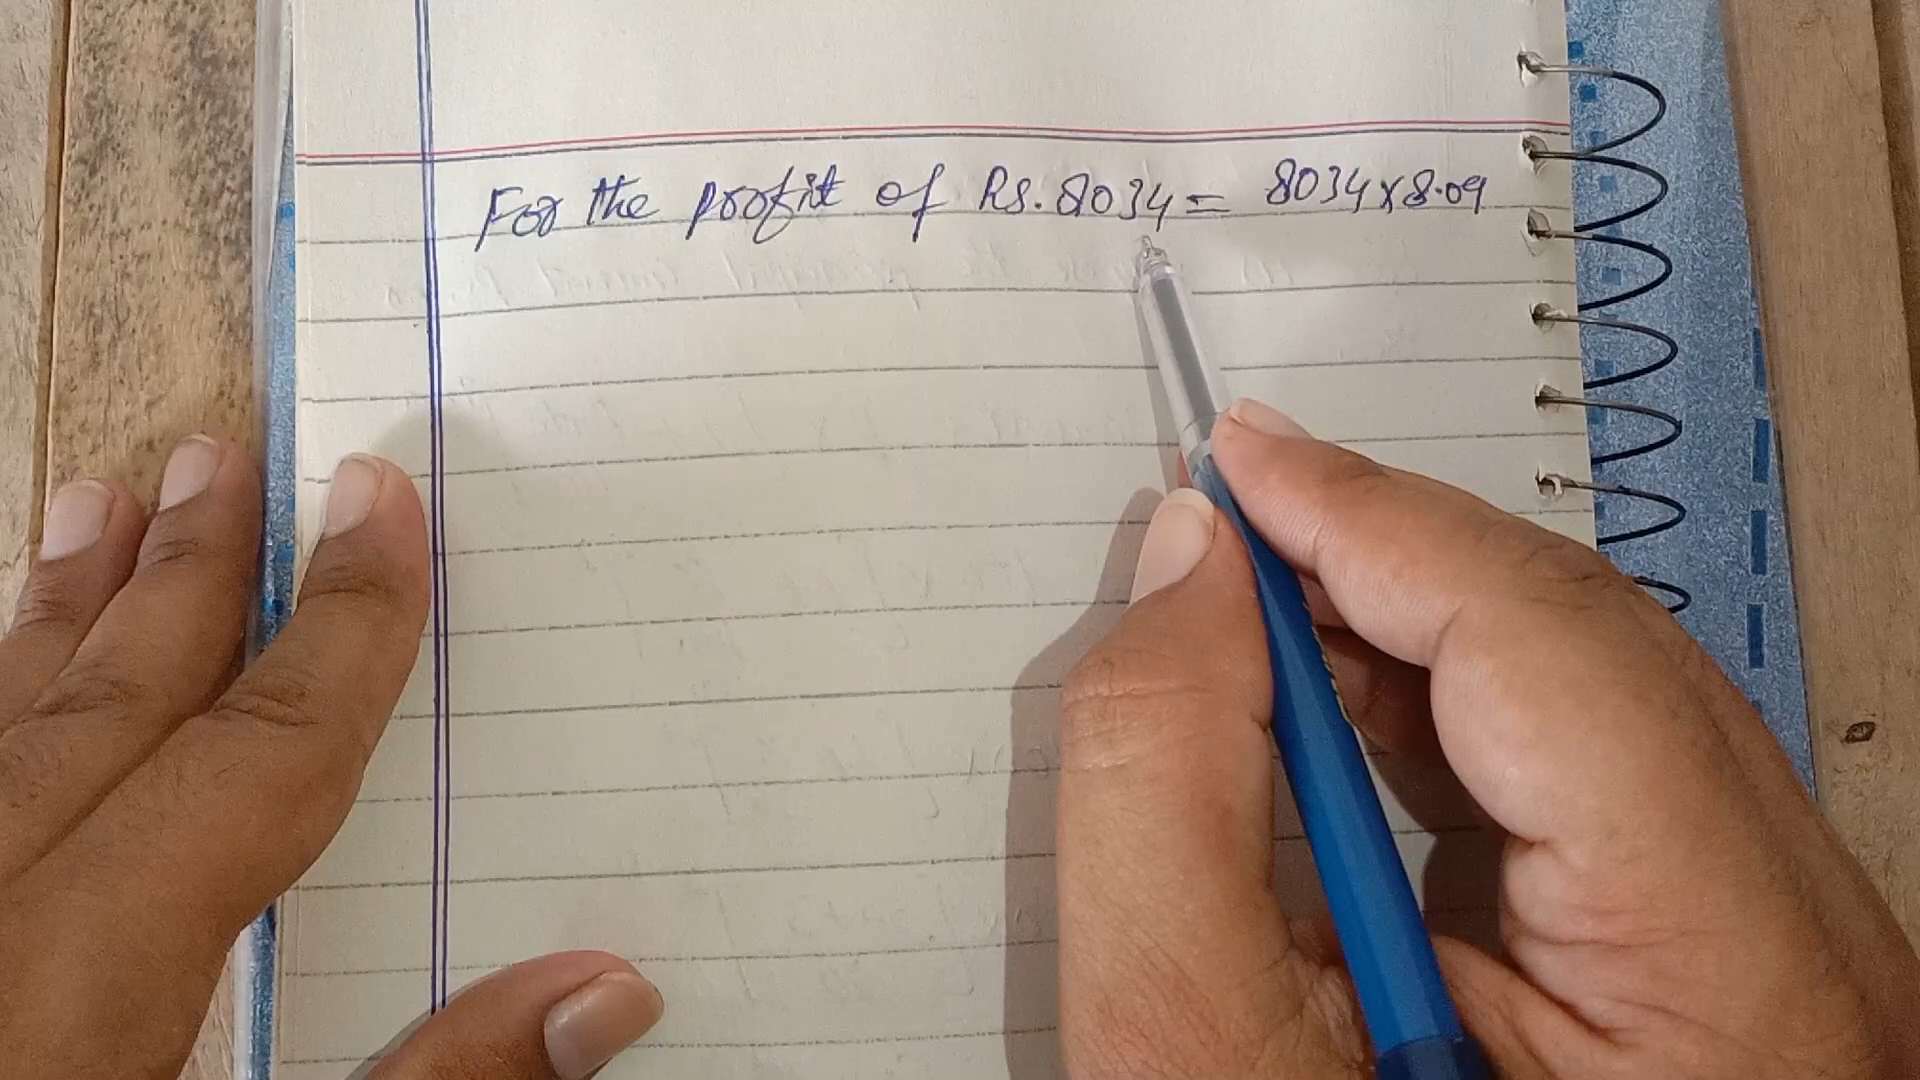 For the profit of Rs. 8034 = 8034 x 8.09